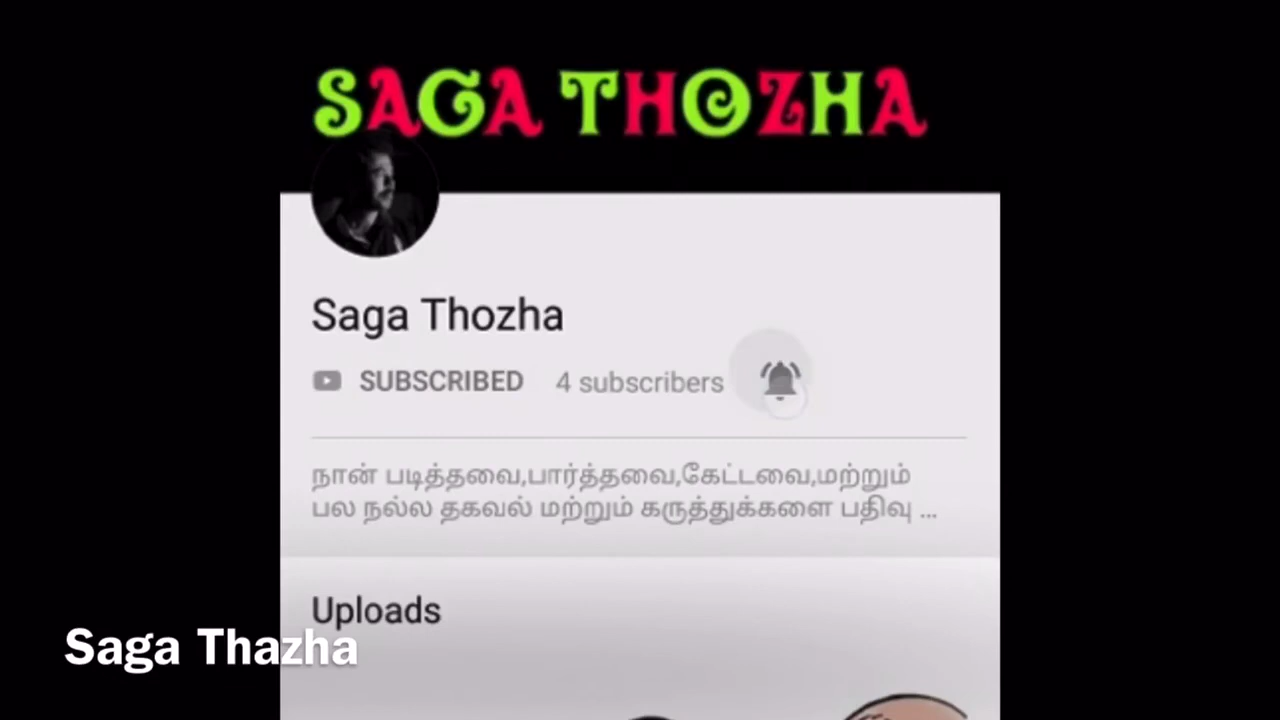 SAGA THOZHA
Saga Thozha
SUBSCRIBED 4 subscribers
நான் படித்தவை,பார்த்தவை,கேட்டவை,மற்றும்
பல நல்ல தகவல் மற்றும் கருத்துக்களை பதிவு ...
Uploads
Saga Thazha